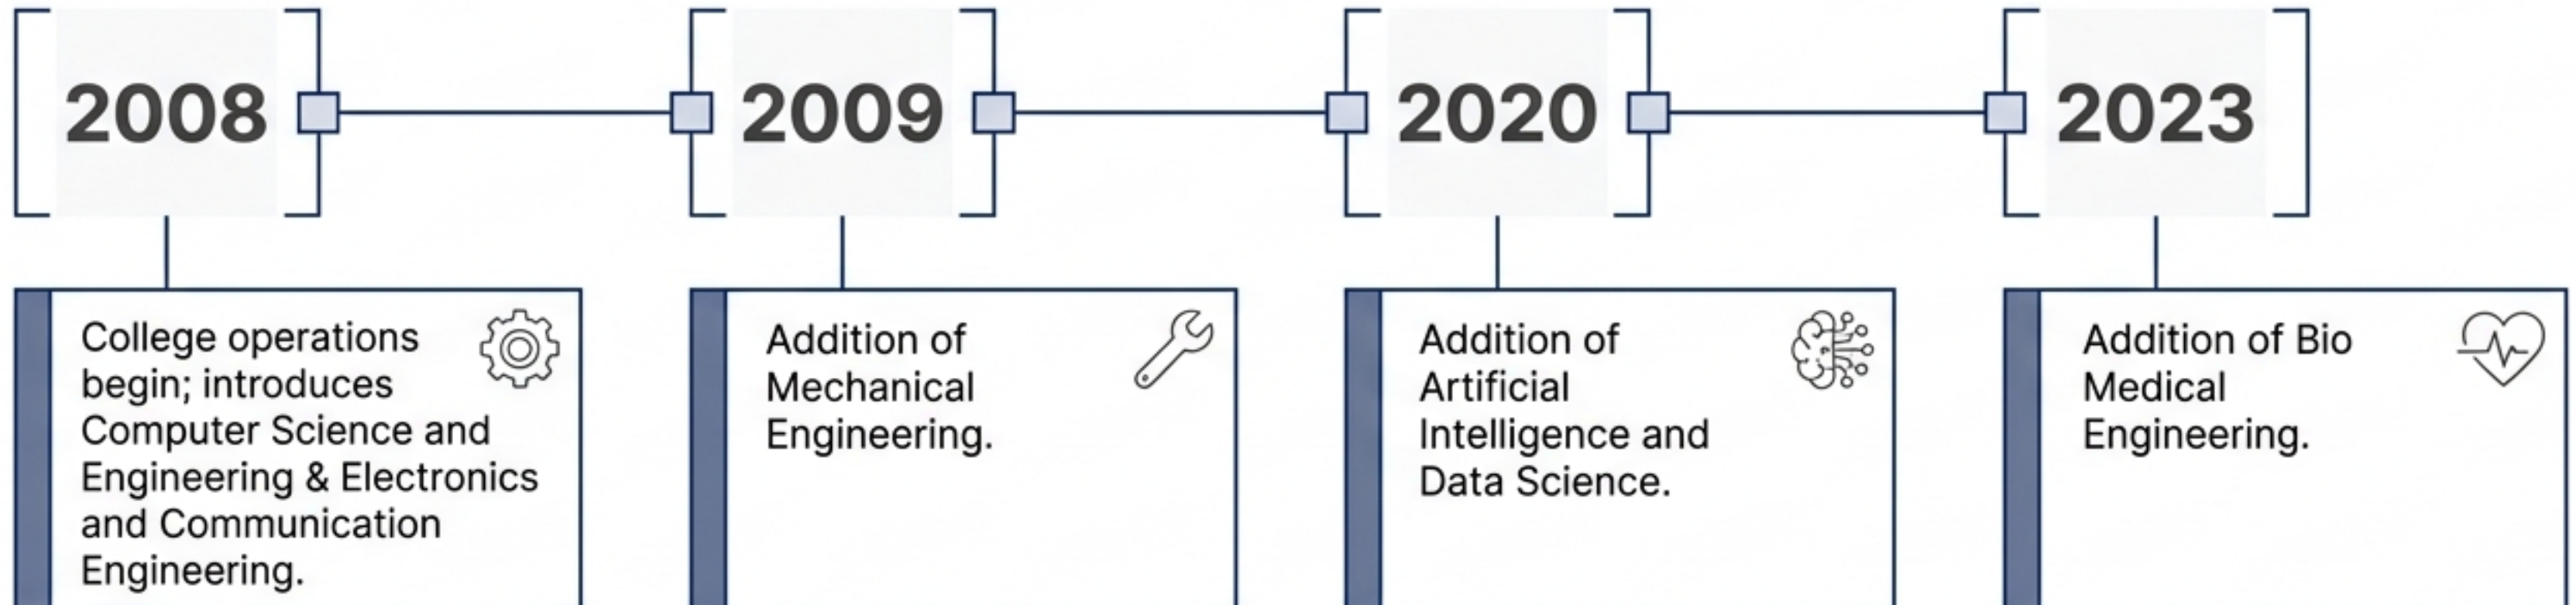 2008
2009
2020
2023
College operations
begin; introduces
Computer Science and
Engineering & Electronics
and Communication
Engineering.
Addition of
Mechanical
Engineering.
Addition of
Artificial
Intelligence and
Data Science.
Addition of Bio
Medical
Engineering.